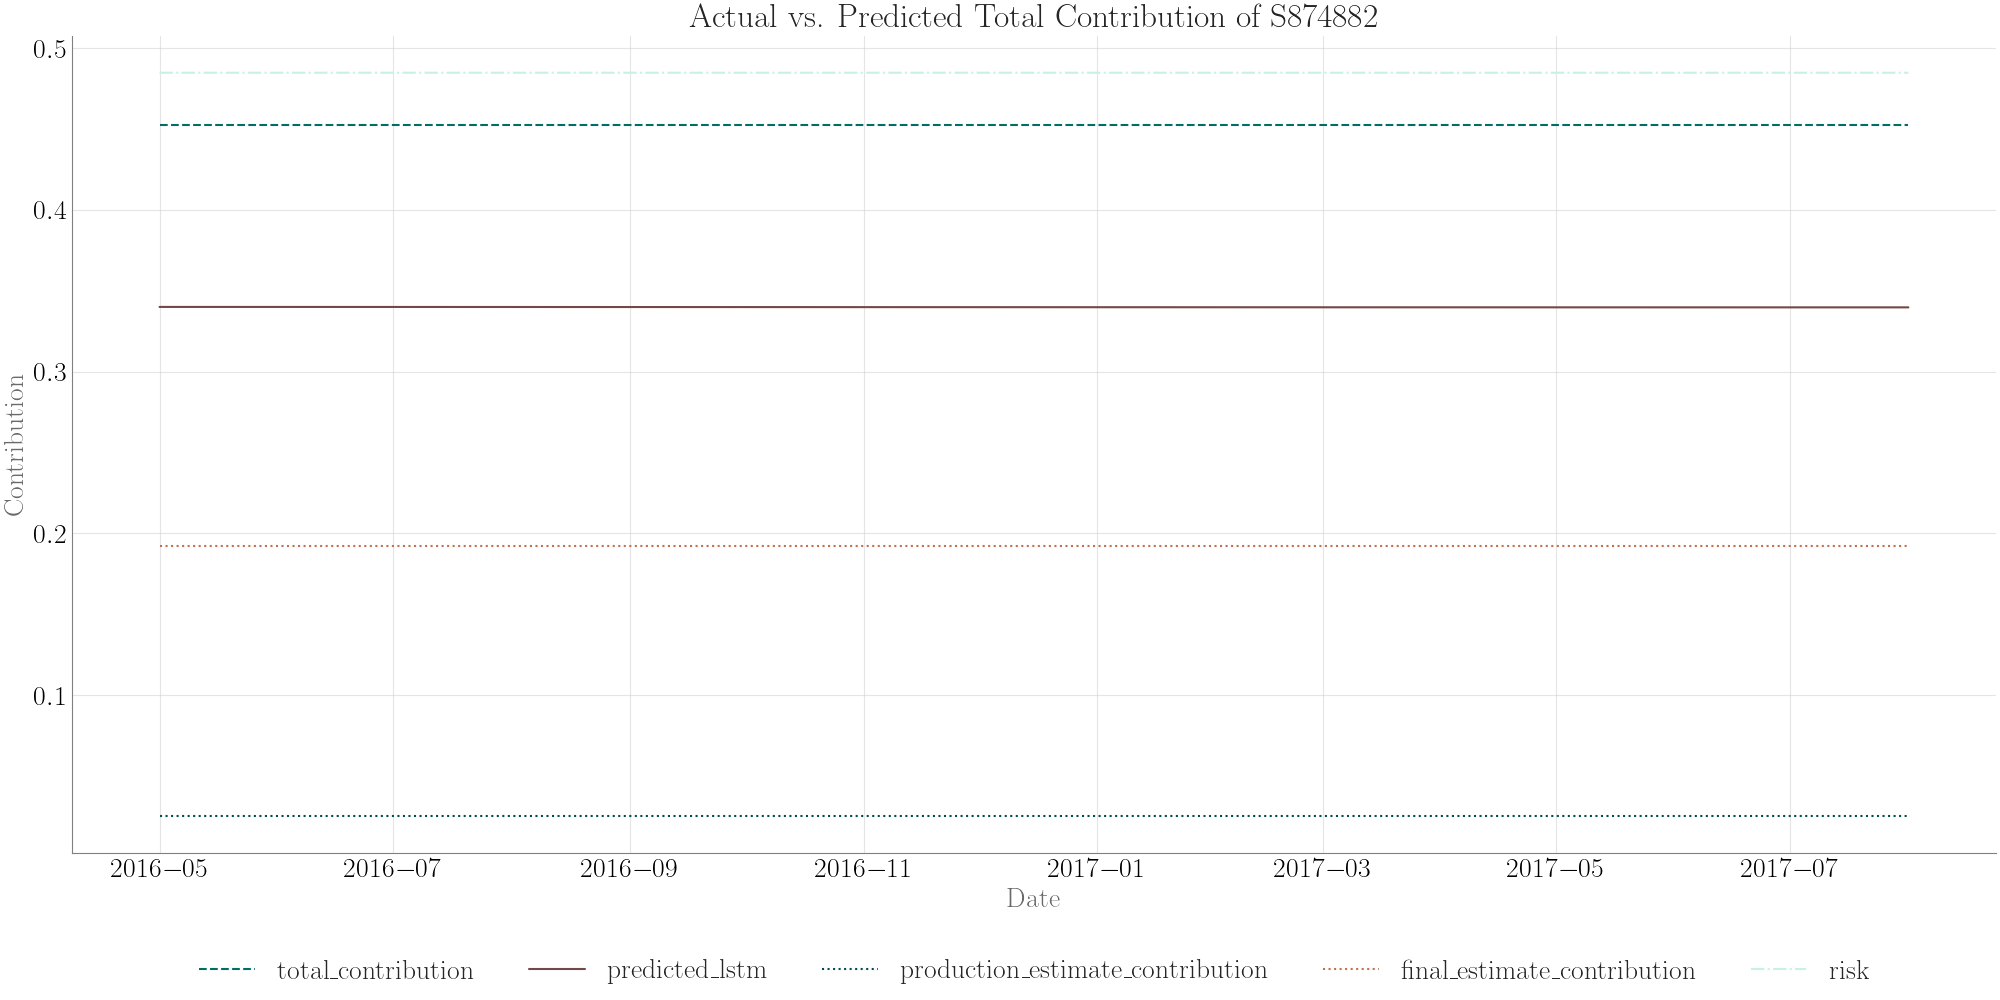 Actual vs. Predicted Total Contribution of S874882
0.5
0.4
0.3
0.2
0.1
Contribution
2016–05 2016–07 2016–09 2016–11 2017–01 2017–03 2017–05 2017–07
Date
total_contribution predicted_lstm production_estimate_contribution final_estimate_contribution risk